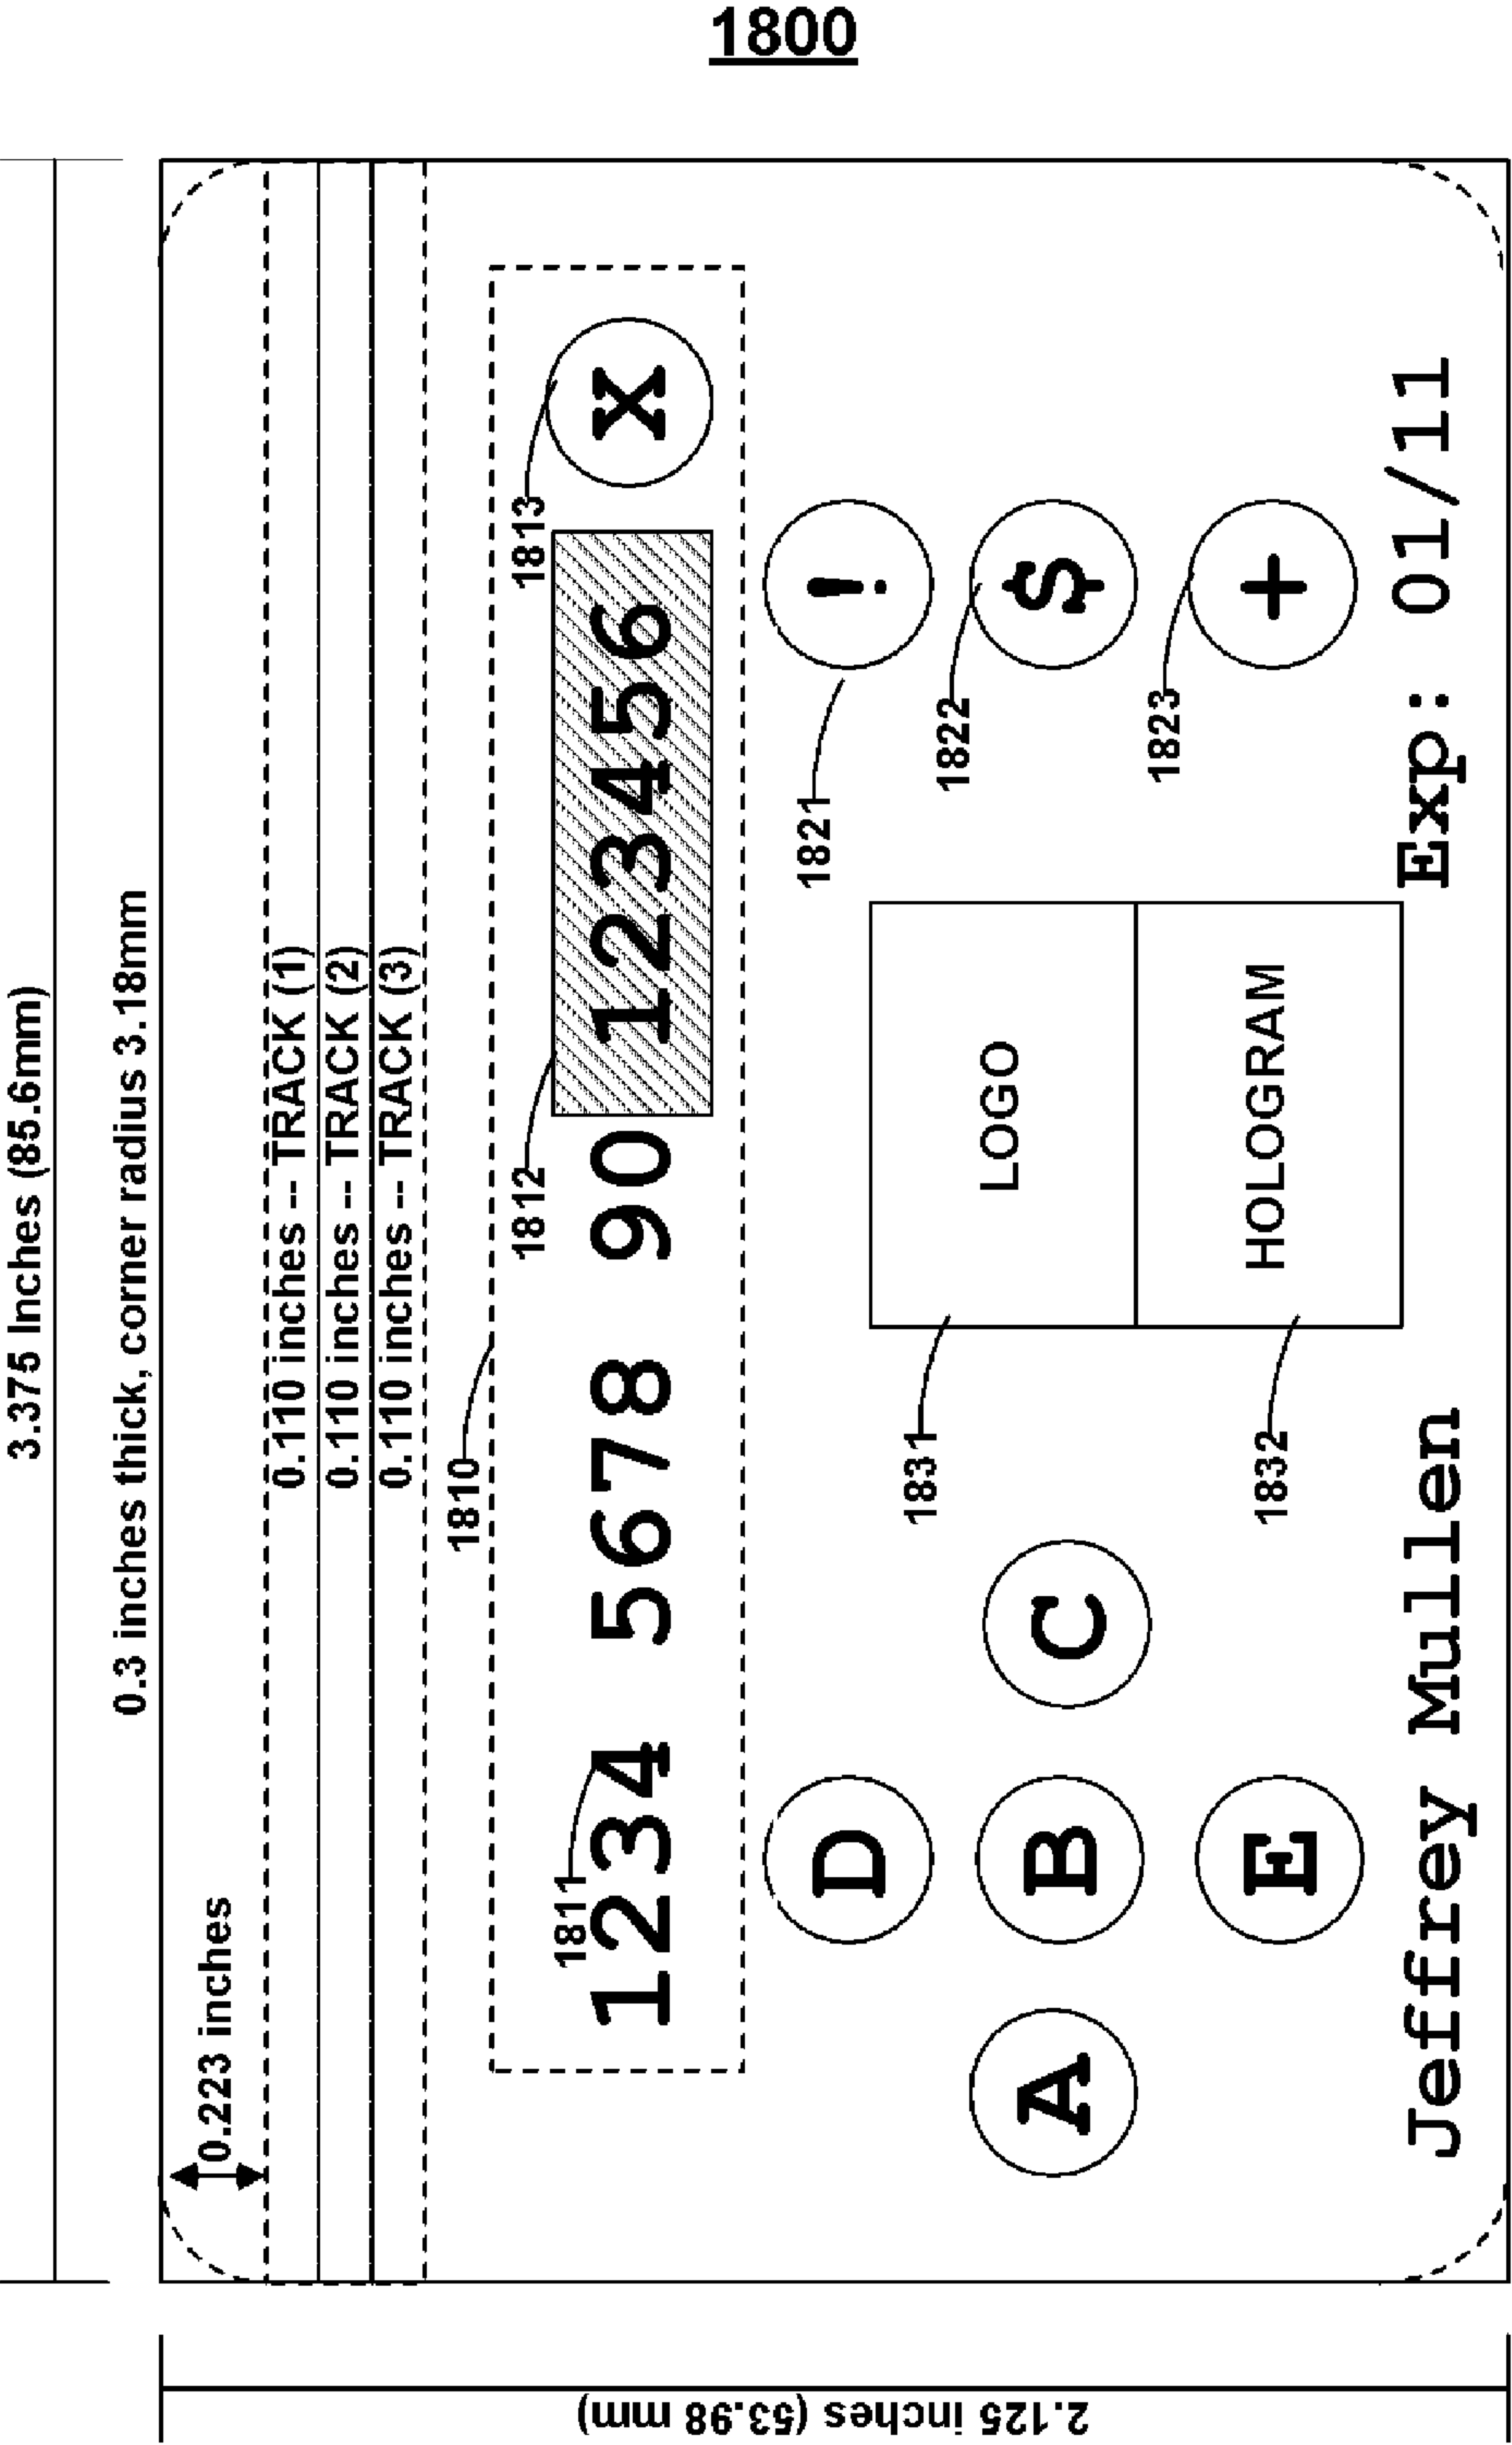 1800
3.375 Inches (85.6mm)
0.3 inches thick, corner radius 3.18mm
0.223 inches
0.110 inches -- TRACK (1)
0.110 inches -- TRACK (2)
0.110 inches -- TRACK (3)
1810
1811
1812
1813
1234 5678 90 123456 X
D
!
1821
A B C
$
1822
E
+
1823
LOGO
1831
HOLOGRAM
1832
Jeffrey Mullen
Exp: 01/11
2.125 inches (53.98 mm)